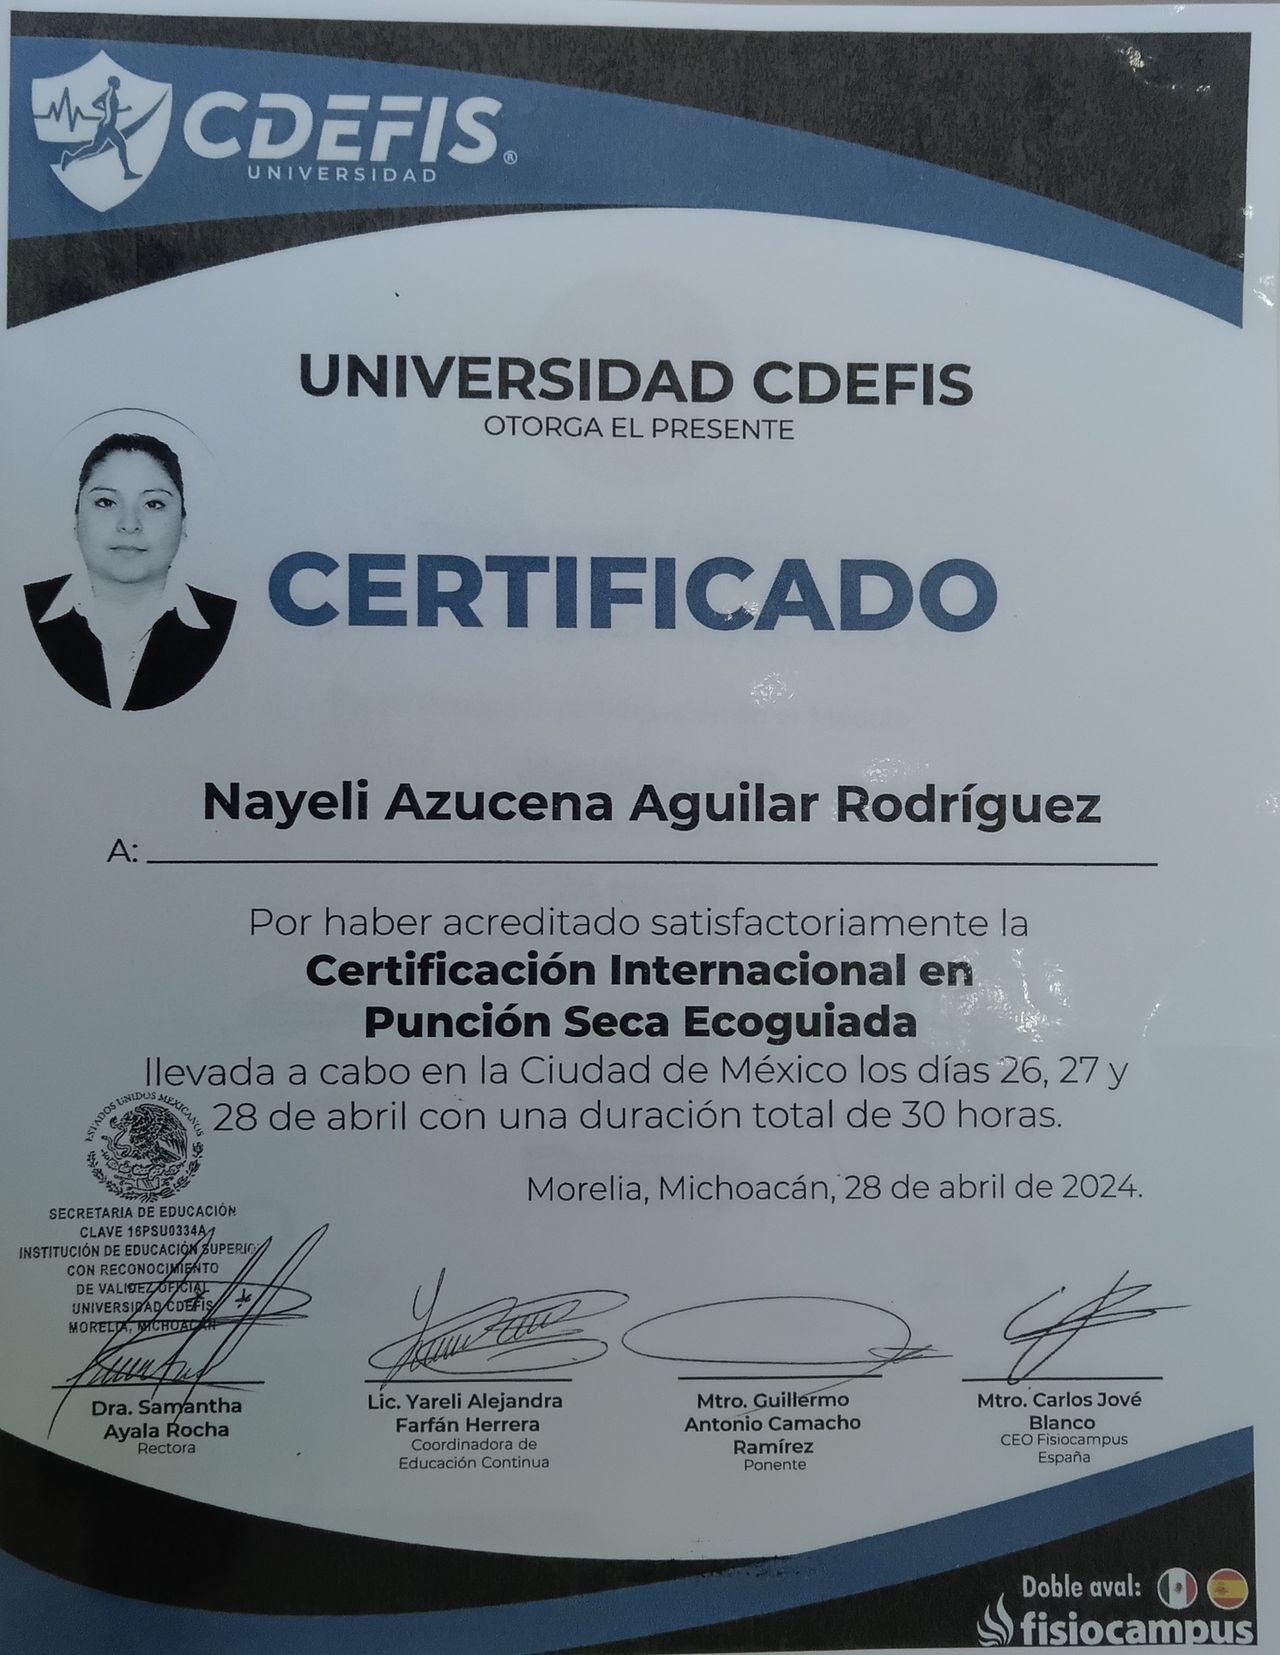 CDEFIS®
UNIVERSIDAD
UNIVERSIDAD CDEFIS
OTORGA EL PRESENTE
CERTIFICADO
Nayeli Azucena Aguilar Rodríguez
A:
Por haber acreditado satisfactoriamente la
Certificación Internacional en
Punción Seca Ecoguiada
llevada a cabo en la Ciudad de México los días 26, 27 y
28 de abril con una duración total de 30 horas.
Morelia, Michoacán, 28 de abril de 2024.
ESTADOS UNIDOS MEXICANOS
SECRETARIA DE EDUCACIÓN
CLAVE 16PSU0334A
INSTITUCIÓN DE EDUCACIÓN SUPERIO
CON RECONOCIMIENTO
DE VALIDEZ OFICIAL
UNIVERSIDAD CDEFIS
MORELIA, MICHOACAN
Dra. Samantha
Ayala Rocha
Rectora
Lic. Yareli Alejandra
Farfán Herrera
Coordinadora de
Educación Continua
Mtro. Guillermo
Antonio Camacho
Ramírez
Ponente
Mtro. Carlos Jové
Blanco
CEO Fisiocampus
España
Doble aval:
fisiocampus